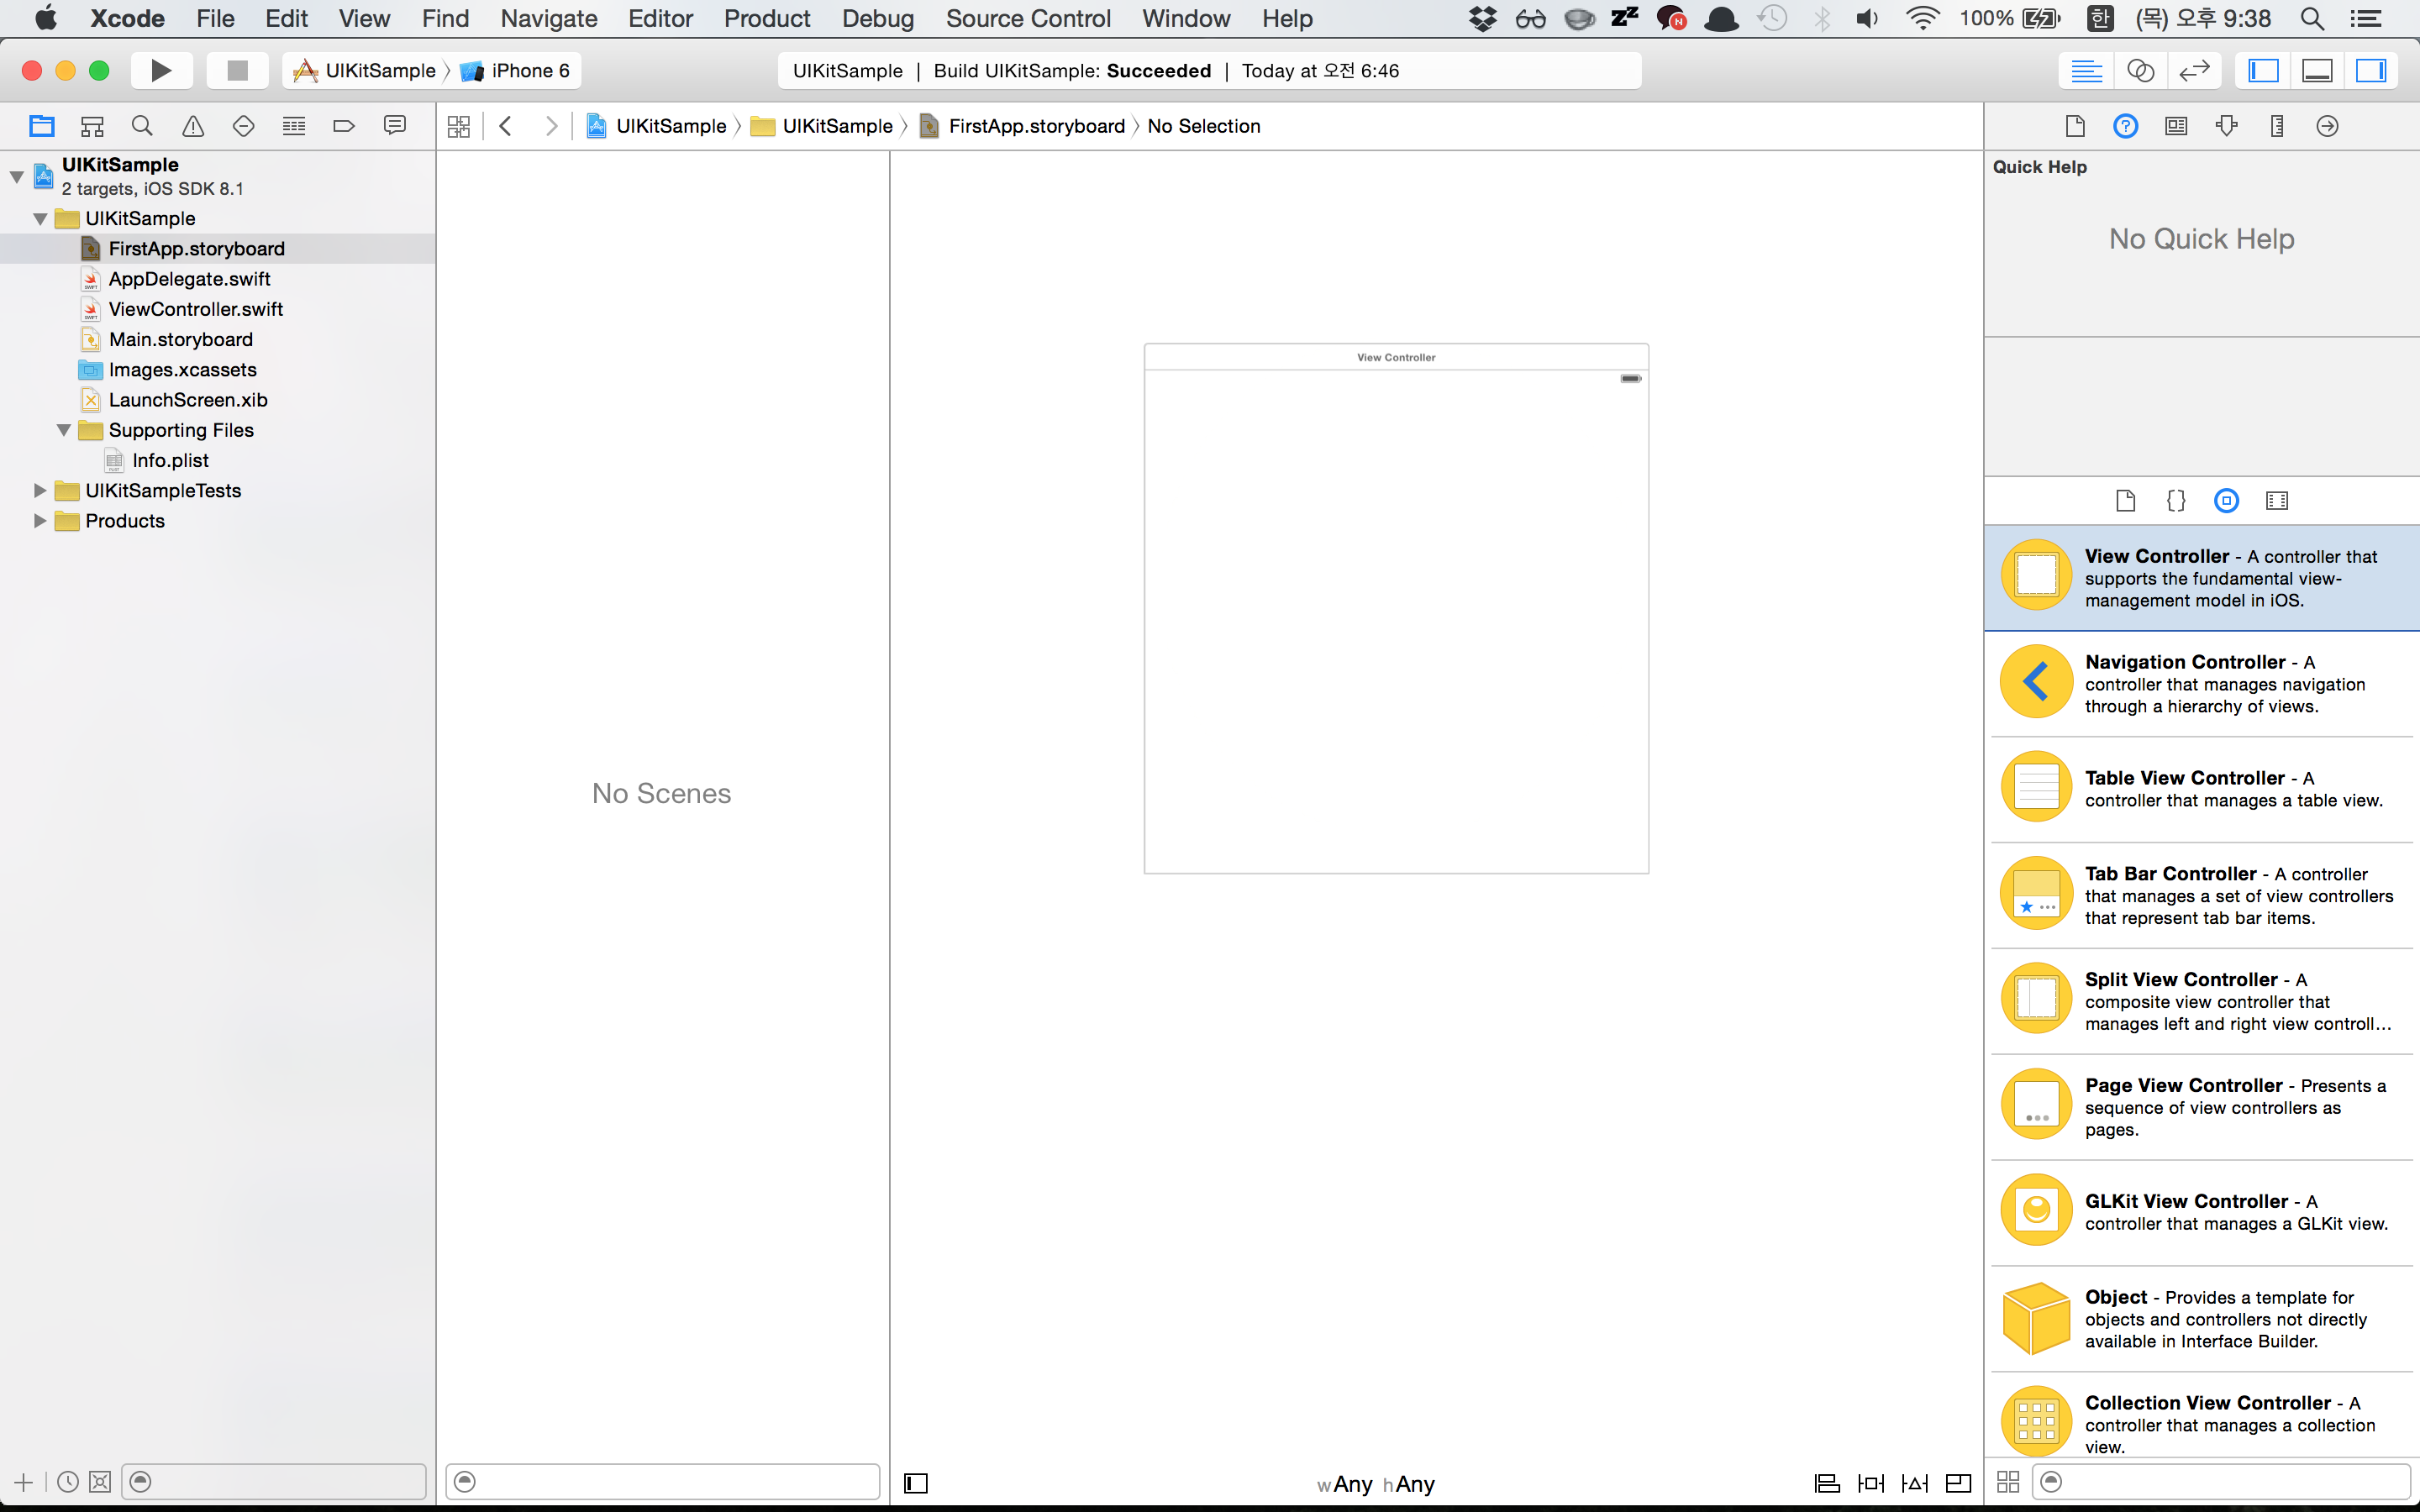 Xcode File Edit View Find Navigate Editor Product Debug Source Control Window Help 100% 한 (목) 오후 9:38
UIKitSample iPhone 6
UIKitSample | Build UIKitSample: Succeeded | Today at 오전 6:46
UIKitSample UIKitSample FirstApp.storyboard No Selection
UIKitSample
2 targets, iOS SDK 8.1
UIKitSample
FirstApp.storyboard
AppDelegate.swift
ViewController.swift
Main.storyboard
Images.xcassets
LaunchScreen.xib
Supporting Files
Info.plist
UIKitSampleTests
Products
No Scenes
View Controller
wAny hAny
Quick Help
No Quick Help
View Controller - A controller that
supports the fundamental view-
management model in iOS.
Navigation Controller - A
controller that manages navigation
through a hierarchy of views.
Table View Controller - A
controller that manages a table view.
Tab Bar Controller - A controller
that manages a set of view controllers
that represent tab bar items.
Split View Controller - A
composite view controller that
manages left and right view controll...
Page View Controller - Presents a
sequence of view controllers as
pages.
GLKit View Controller - A
controller that manages a GLKit view.
Object - Provides a template for
objects and controllers not directly
available in Interface Builder.
Collection View Controller - A
controller that manages a collection
view.